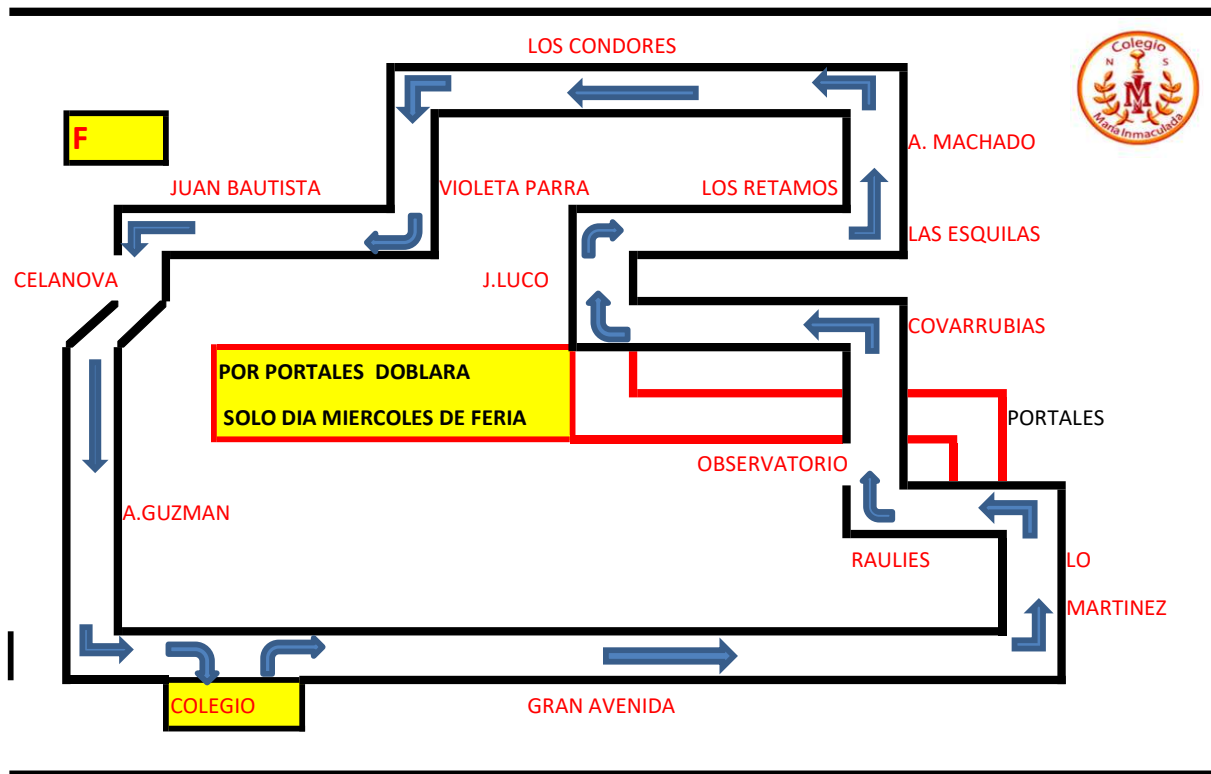 LOS CONDORES
Colegio
N S
María Inmaculada
F
A. MACHADO
JUAN BAUTISTA
VIOLETA PARRA
LOS RETAMOS
LAS ESQUILAS
CELANOVA
J.LUCO
COVARRUBIAS
POR PORTALES DOBLARA
SOLO DIA MIERCOLES DE FERIA
PORTALES
OBSERVATORIO
A.GUZMAN
RAULIES
LO
MARTINEZ
COLEGIO
GRAN AVENIDA